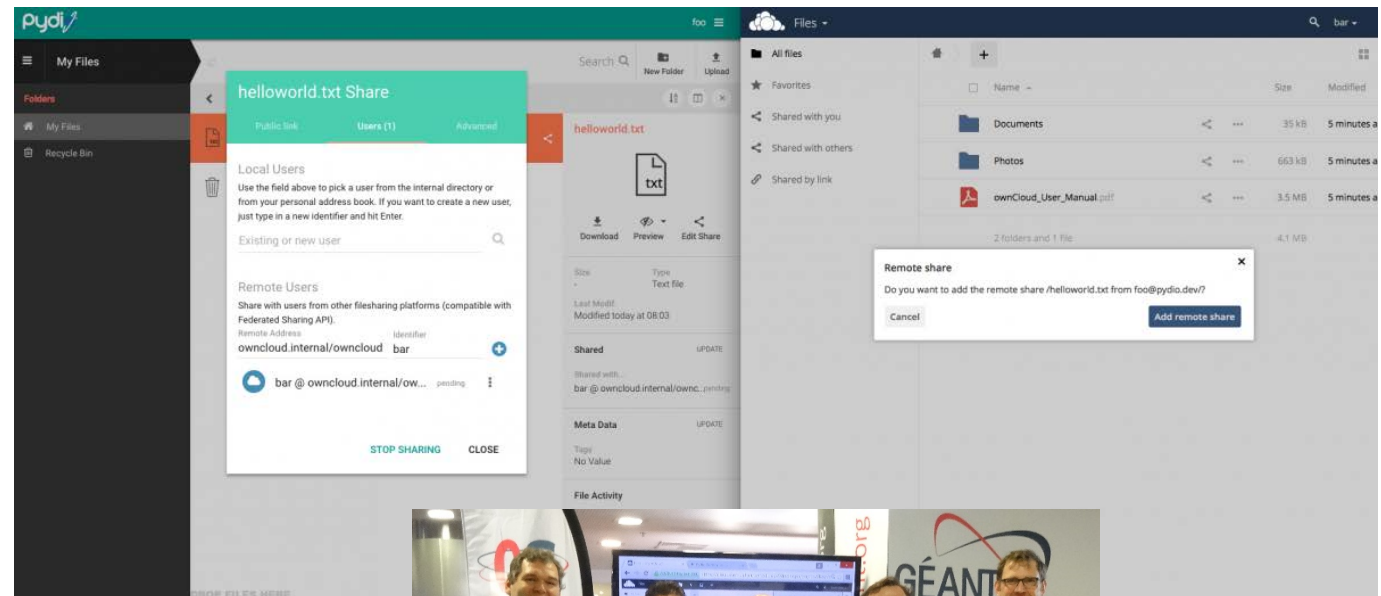 pydi
foo
My Files
Search
New Folder
Upload
Folders
My Files
Recycle Bin
helloworld.txt Share
Public link
Users (1)
Advanced
Local Users
Use the field above to pick a user from the internal directory or
from your personal address book. If you want to create a new user,
just type in a new identifier and hit Enter.
Existing or new user
Remote Users
Share with users from other filesharing platforms (compatible with
Federated Sharing API).
Remote Address
Identifier
owncloud.internal/owncloud
bar
bar @ owncloud.internal/ow...
pending
STOP SHARING
CLOSE
helloworld.txt
txt
Download
Preview
Edit Share
Size
Type
-
Text file
Last Modif.
Modified today at 08:03
Shared
UPDATE
Shared with...
bar @ owncloud.internal/ownc...
pending
Meta Data
UPDATE
Tags
No Value
File Activity
DROP FILES HERE
Files
bar
All files
Favorites
Shared with you
Shared with others
Shared by link
Name
Size
Modified
Documents
35 kB
5 minutes a
Photos
663 kB
5 minutes a
ownCloud_User_Manual.pdf
3.5 MB
5 minutes a
2 folders and 1 file
4.1 MB
Remote share
Do you want to add the remote share /helloworld.txt from foo@pydio.dev/?
Cancel
Add remote share
t.org
GÉANT